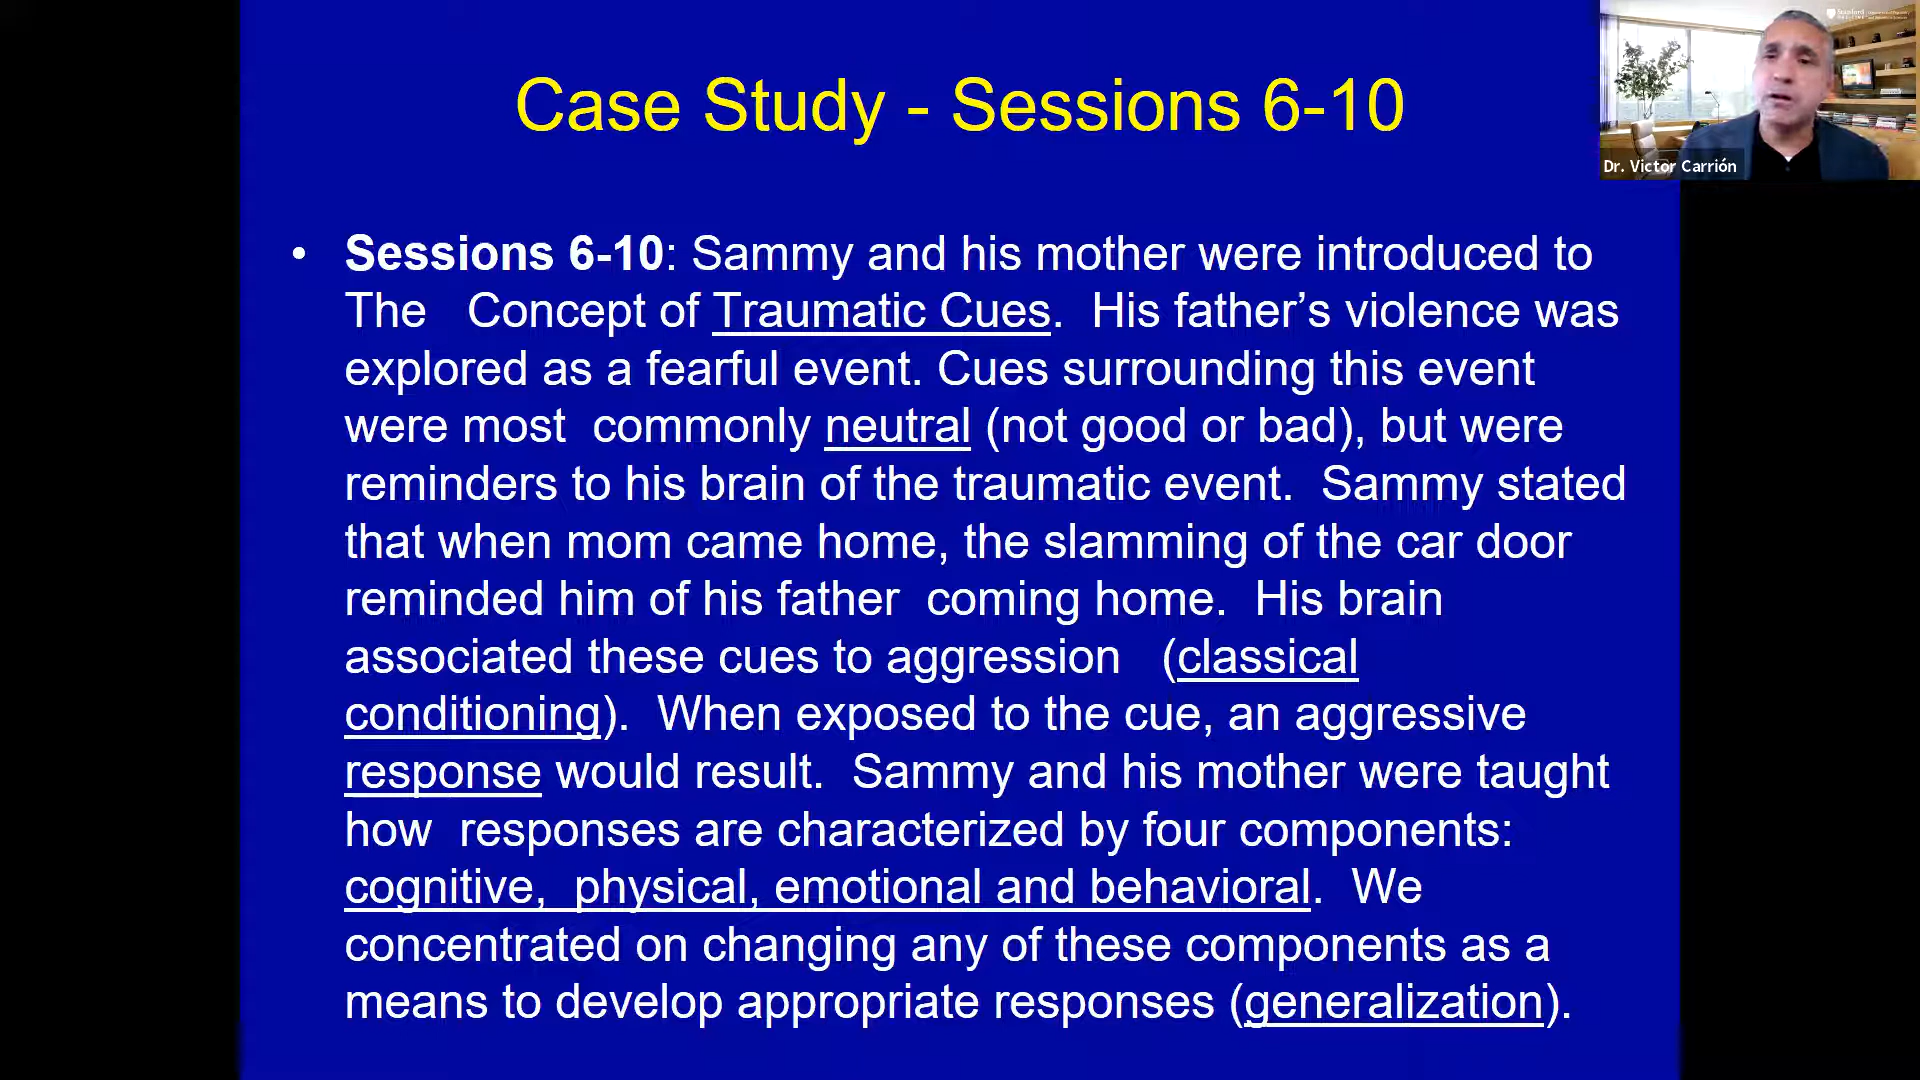 Case Study - Sessions 6-10
Stanford
Dr. Victor Carrión
• Sessions 6-10: Sammy and his mother were introduced to
The Concept of Traumatic Cues. His father’s violence was
explored as a fearful event. Cues surrounding this event
were most commonly neutral (not good or bad), but were
reminders to his brain of the traumatic event. Sammy stated
that when mom came home, the slamming of the car door
reminded him of his father coming home. His brain
associated these cues to aggression (classical
conditioning). When exposed to the cue, an aggressive
response would result. Sammy and his mother were taught
how responses are characterized by four components:
cognitive, physical, emotional and behavioral. We
concentrated on changing any of these components as a
means to develop appropriate responses (generalization).